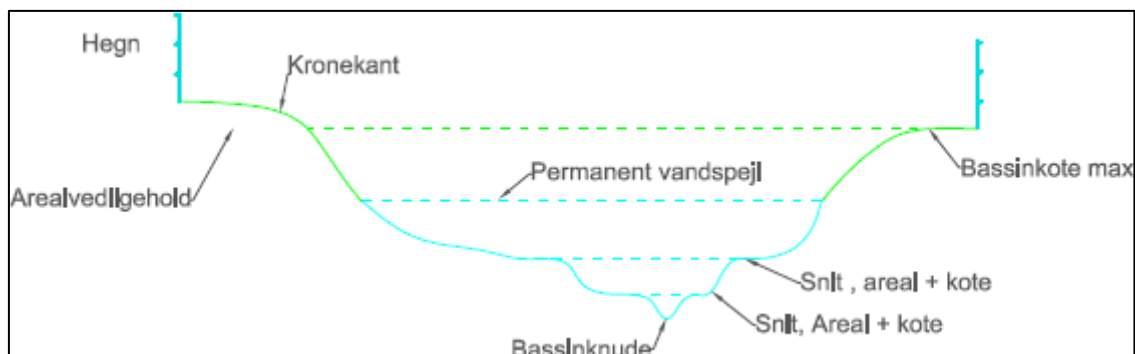 Hegn
Kronekant
Permanent vandspejl
Bassinkote max
Arealvedligehold
Snit , areal + kote
Snit, Areal + kote
Bassinknude